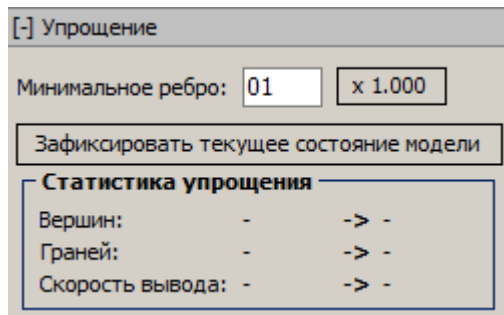 [-] Упрощение
Минимальное ребро: 01 x 1.000
Зафиксировать текущее состояние модели
Статистика упрощения
Вершин: - -> -
Граней: - -> -
Скорость вывода: - -> -